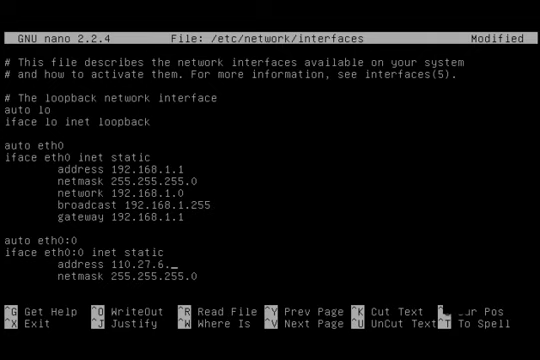 GNU nano 2.2.4 File: /etc/network/interfaces Modified
# This file describes the network interfaces available on your system
# and how to activate them. For more information, see interfaces(5).
# The loopback network interface
auto lo
iface lo inet loopback
auto eth0
iface eth0 inet static
address 192.168.1.1
netmask 255.255.255.0
network 192.168.1.0
broadcast 192.168.1.255
gateway 192.168.1.1
auto eth0:0
iface eth0:0 inet static
address 110.27.6._
netmask 255.255.255.0
^G Get Help ^O WriteOut ^R Read File ^Y Prev Page ^K Cut Text ur Pos
^X Exit ^J Justify ^W Where Is ^V Next Page ^U UnCut Text ^T To Spell